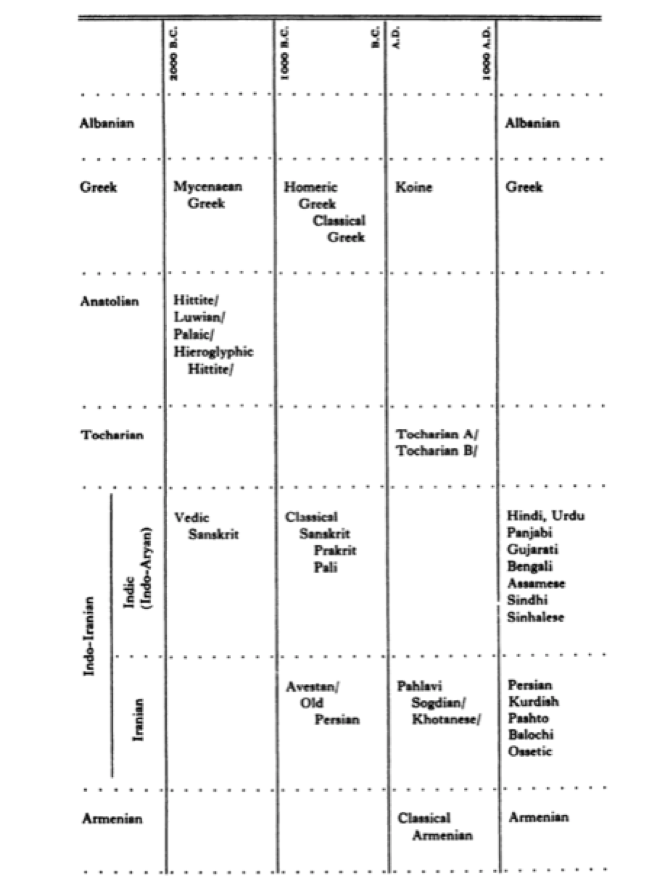 2000 B.C.
1000 B.C.
B.C.
A.D.
1000 A.D.
Albanian
Albanian
Greek
Mycenaean
Greek
Homeric
Greek
Classical
Greek
Koine
Greek
Anatolian
Hittite/
Luwian/
Palaic/
Hieroglyphic
Hittite/
Tocharian
Tocharian A/
Tocharian B/
Indo-Iranian
Indic
(Indo-Aryan)
Vedic
Sanskrit
Classical
Sanskrit
Prakrit
Pali
Hindi, Urdu
Panjabi
Gujarati
Bengali
Assamese
Sindhi
Sinhalese
Iranian
Avestan/
Old
Persian
Pahlavi
Sogdian/
Khotanese/
Persian
Kurdish
Pashto
Balochi
Ossetic
Armenian
Classical
Armenian
Armenian